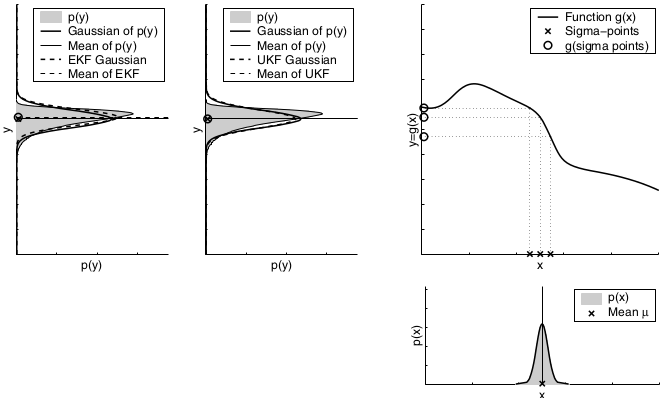 p(y)
Gaussian of p(y)
Mean of p(y)
EKF Gaussian
Mean of EKF
y
p(y)
p(y)
Gaussian of p(y)
Mean of p(y)
UKF Gaussian
Mean of UKF
y
p(y)
Function g(x)
Sigma−points
g(sigma points)
y=g(x)
x
p(x)
Mean μ
p(x)
x